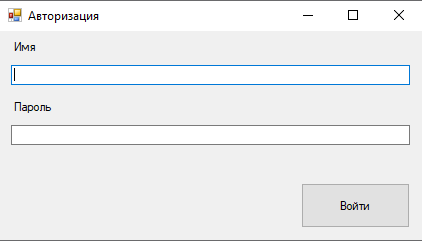 Авторизация
Имя
Пароль
Войти